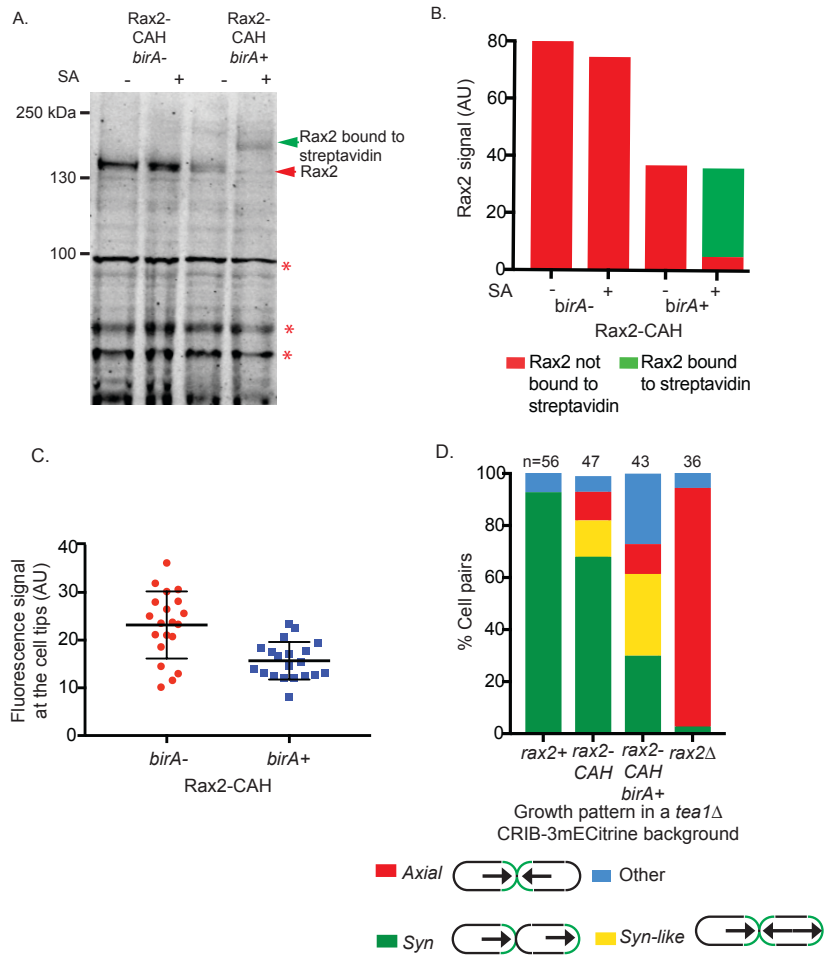 A.
Rax2-
CAH
birA-
Rax2-
CAH
birA+
SA - + - +
250 kDa
130
100
Rax2 bound to
streptavidin
Rax2
*
*
*
B.
Rax2 signal (AU)
80
60
40
20
0
SA - + - +
birA- birA+
Rax2-CAH
Rax2 not
bound to
streptavidin
Rax2 bound
to streptavidin
C.
Fluorescence signal
at the cell tips (AU)
40
30
20
10
0
birA- birA+
Rax2-CAH
D.
n=56 47 43 36
% Cell pairs
100
80
60
40
20
0
rax2+
rax2-
CAH
rax2-
CAH
birA+
rax2Δ
Growth pattern in a tea1Δ
CRIB-3mECitrine background
Axial
Other
Syn
Syn-like